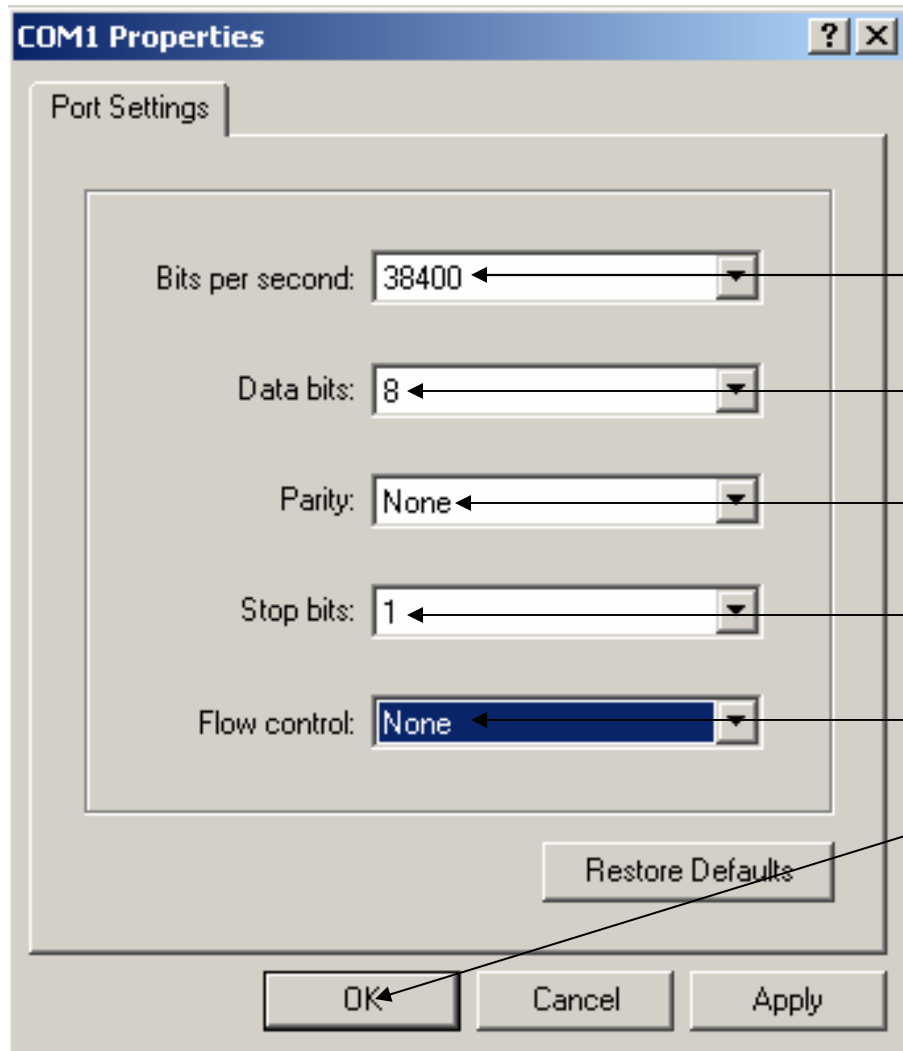 COM1 Properties
Port Settings
Bits per second: 38400
Data bits: 8
Parity: None
Stop bits: 1
Flow control: None
Restore Defaults
OK Cancel Apply